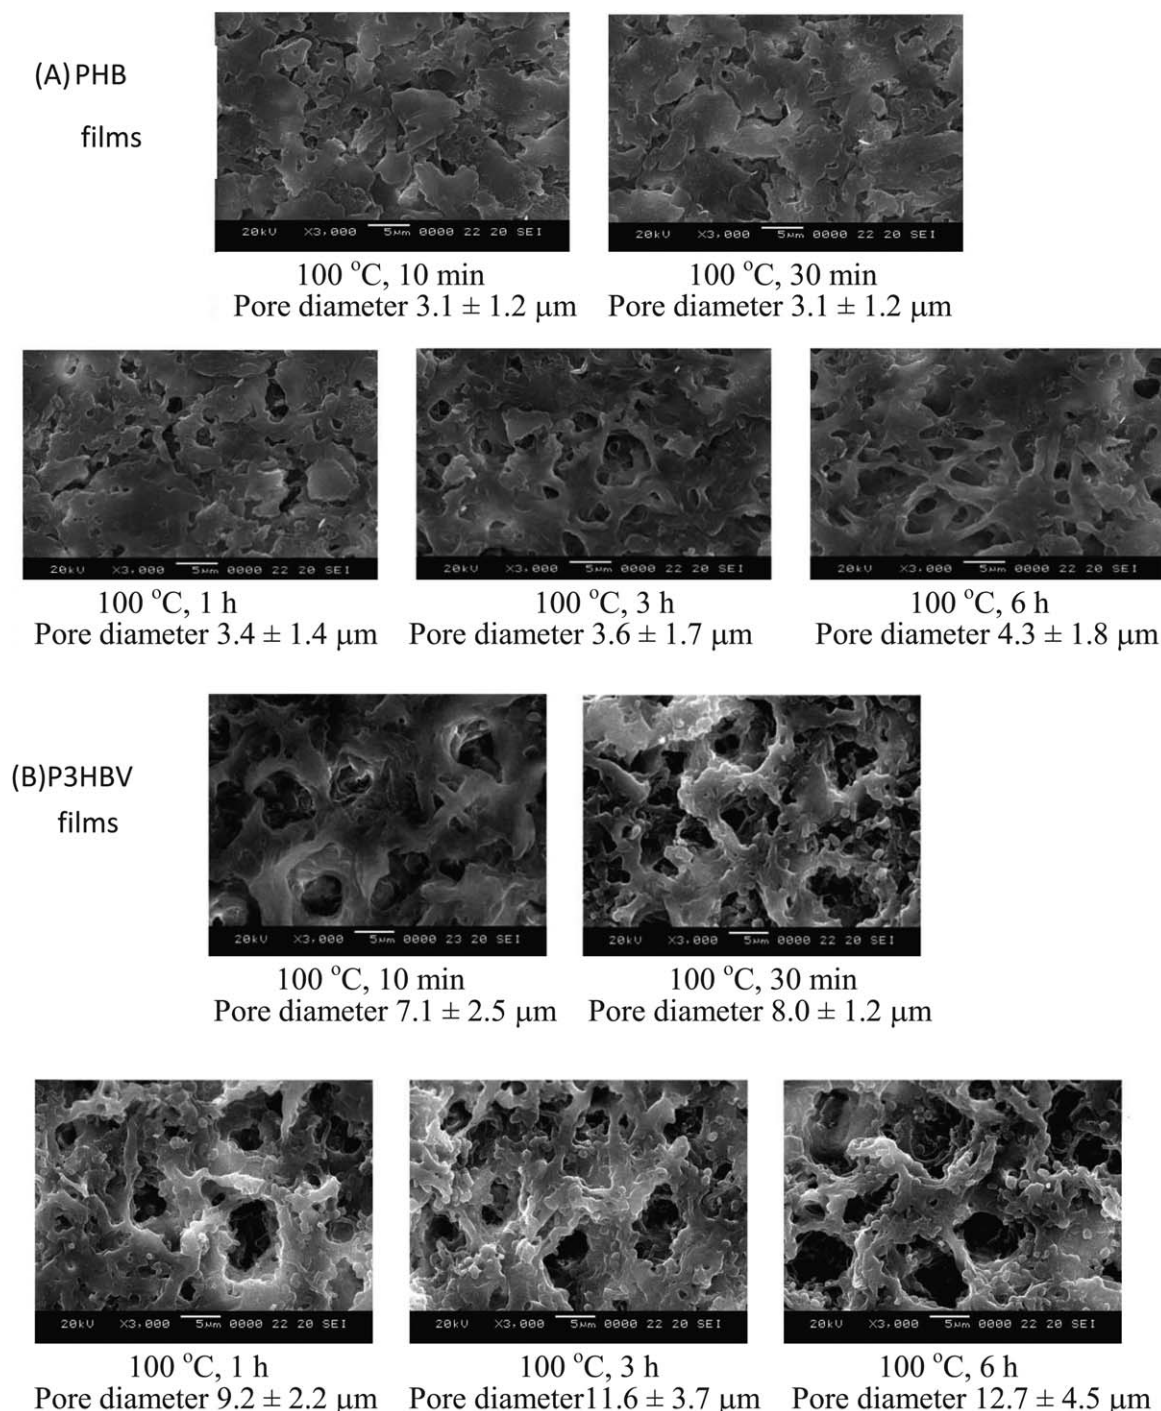 (A) PHB
films
20kV X3,000 5μm 0000 22 20 SEI
20kV X3,000 5μm 0000 22 20 SEI
100 °C, 10 min
Pore diameter 3.1 ± 1.2 μm
100 °C, 30 min
Pore diameter 3.1 ± 1.2 μm
20kV X3,000 5μm 0000 22 20 SEI
20kV X3,000 5μm 0000 22 20 SEI
20kV X3,000 5μm 0000 22 20 SEI
100 °C, 1 h
Pore diameter 3.4 ± 1.4 μm
100 °C, 3 h
Pore diameter 3.6 ± 1.7 μm
100 °C, 6 h
Pore diameter 4.3 ± 1.8 μm
(B)P3HBV
films
20kV X3,000 5μm 0000 23 20 SEI
20kV X3,000 5μm 0000 22 20 SEI
100 °C, 10 min
Pore diameter 7.1 ± 2.5 μm
100 °C, 30 min
Pore diameter 8.0 ± 1.2 μm
20kV X3,000 5μm 0000 22 20 SEI
20kV X3,000 5μm 0000 22 20 SEI
20kV X3,000 5μm 0000 22 20 SEI
100 °C, 1 h
Pore diameter 9.2 ± 2.2 μm
100 °C, 3 h
Pore diameter11.6 ± 3.7 μm
100 °C, 6 h
Pore diameter 12.7 ± 4.5 μm